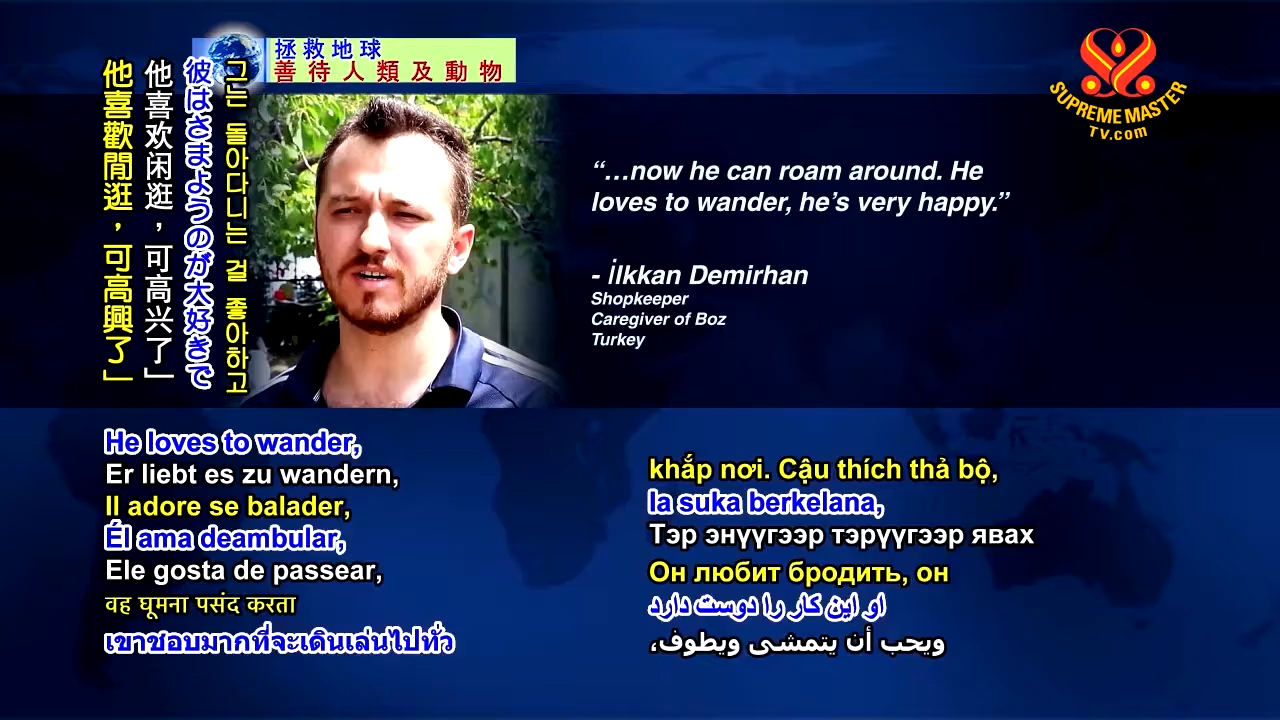 拯救地球
善待人類及動物
SUPREME MASTER
TV.com
他喜歡閒逛，可高興了」
他喜欢闲逛，可高兴了」
彼はさまようのが大好きで
그는 돌아다니는 걸 좋아하고
“…now he can roam around. He
loves to wander, he’s very happy.”
- İlkkan Demirhan
Shopkeeper
Caregiver of Boz
Turkey
He loves to wander,
Er liebt es zu wandern,
Il adore se balader,
Él ama deambular,
Ele gosta de passear,
वह घूमना पसंद करता
เขาชอบมากที่จะเดินเล่นไปทั่ว
khắp nơi. Cậu thích thả bộ,
Ia suka berkelana,
Тэр энүүгээр тэрүүгээр явах
Он любит бродить, он
او این کار را دوست دارد
ويحب أن يتمشى ويطوف،